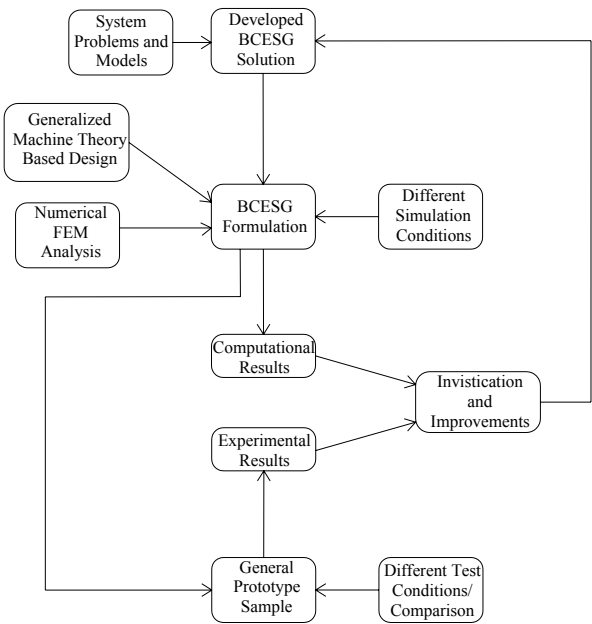 System
Problems and
Models
Developed
BCESG
Solution
Generalized
Machine Theory
Based Design
Numerical
FEM
Analysis
BCESG
Formulation
Different
Simulation
Conditions
Computational
Results
Invistication
and
Improvements
Experimental
Results
General
Prototype
Sample
Different Test
Conditions/
Comparison